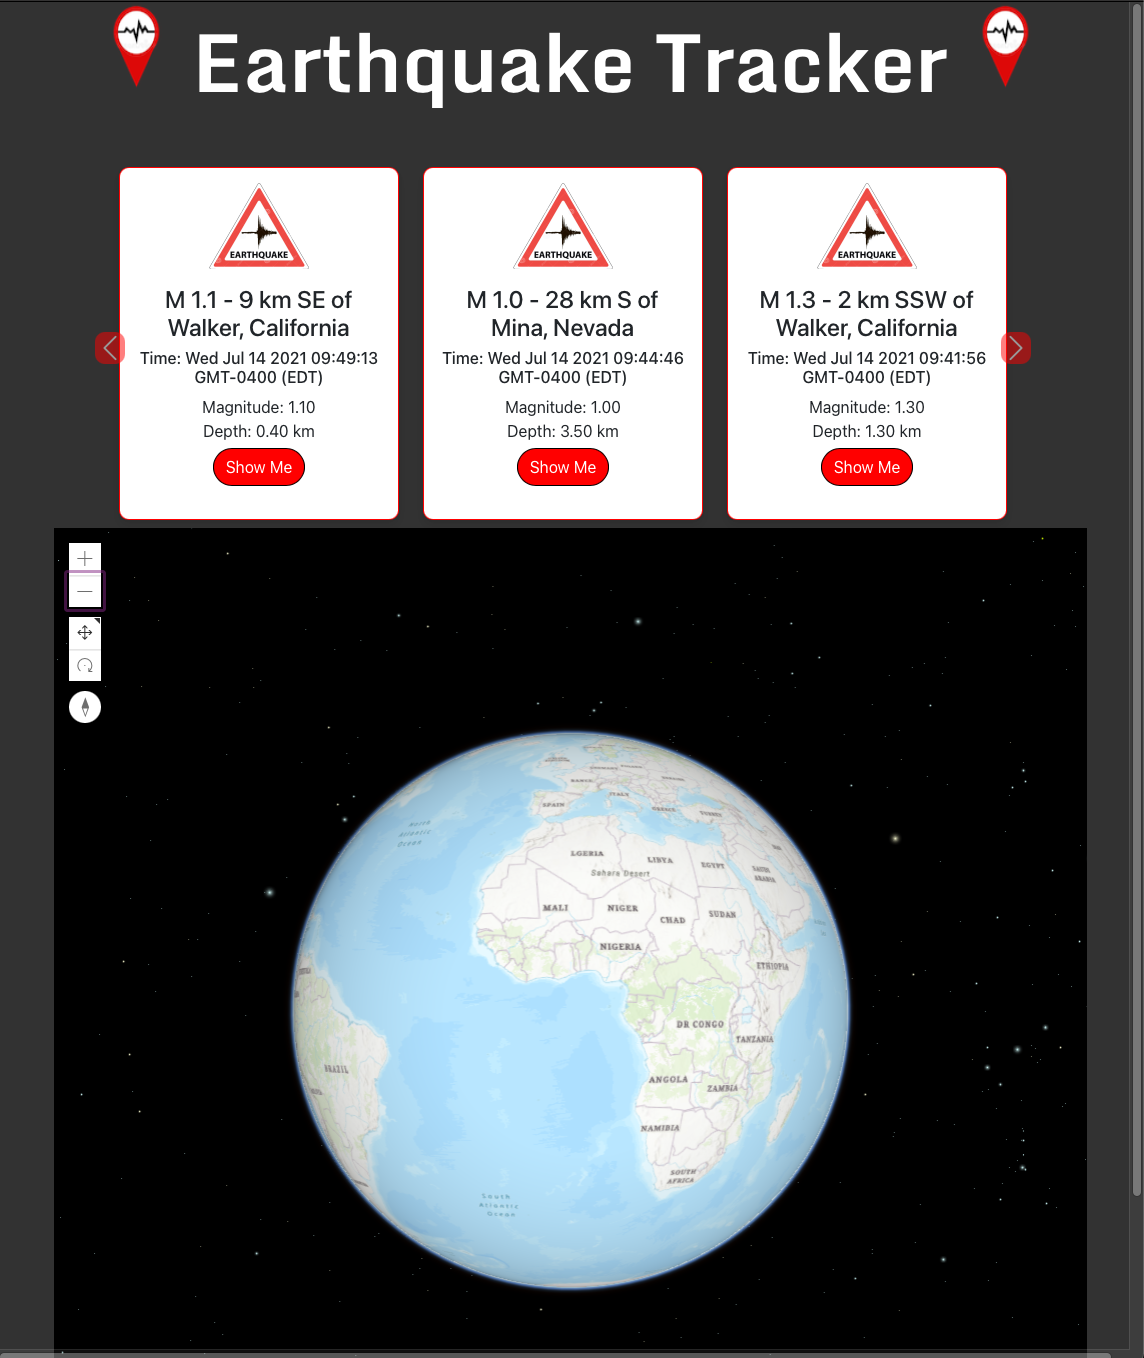 Earthquake Tracker
EARTHQUAKE
M 1.1 - 9 km SE of
Walker, California
Time: Wed Jul 14 2021 09:49:13
GMT-0400 (EDT)
Magnitude: 1.10
Depth: 0.40 km
Show Me
EARTHQUAKE
M 1.0 - 28 km S of
Mina, Nevada
Time: Wed Jul 14 2021 09:44:46
GMT-0400 (EDT)
Magnitude: 1.00
Depth: 3.50 km
Show Me
EARTHQUAKE
M 1.3 - 2 km SSW of
Walker, California
Time: Wed Jul 14 2021 09:41:56
GMT-0400 (EDT)
Magnitude: 1.30
Depth: 1.30 km
Show Me
SPAIN
ITALY
GREECE
TURKEY
North
Atlantic
Ocean
LGERIA
LIBYA
EGYPT
SAUDI
ARABIA
Sahara Desert
MALI
NIGER
CHAD
SUDAN
NIGERIA
ETHIOPIA
DR CONGO
TANZANIA
BRAZIL
ANGOLA
ZAMBIA
NAMIBIA
SOUTH
AFRICA
South
Atlantic
Ocean